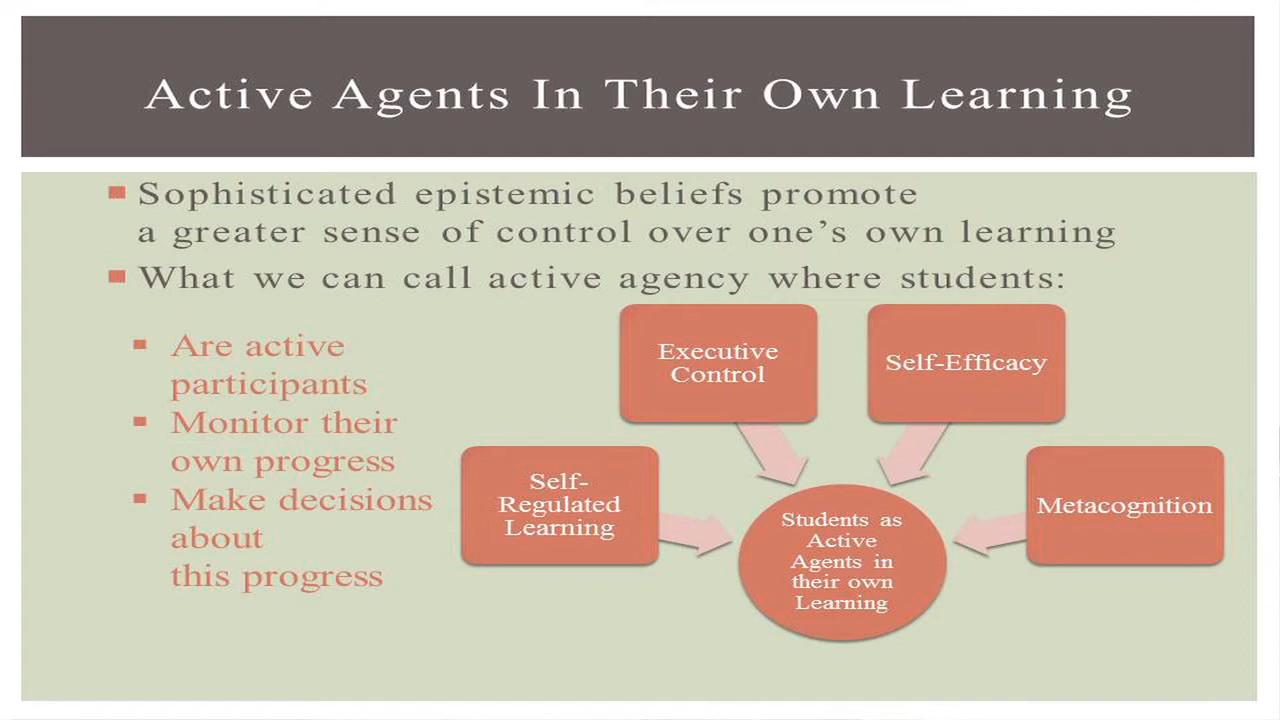 Active Agents In Their Own Learning
Sophisticated epistemic beliefs promote
a greater sense of control over one’s own learning
What we can call active agency where students:
Are active
participants
Monitor their
own progress
Make decisions
about
this progress
Self-
Regulated
Learning
Executive
Control
Self-Efficacy
Metacognition
Students as
Active
Agents in
their own
Learning